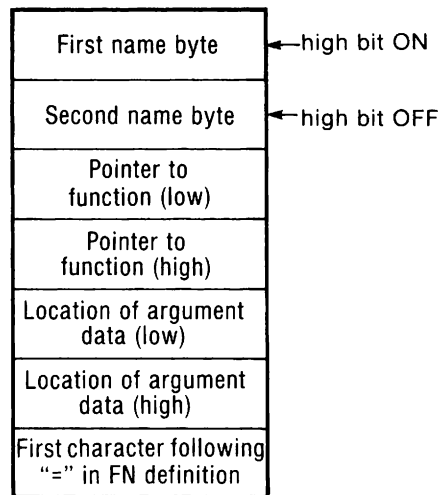 First name byte
high bit ON
Second name byte
high bit OFF
Pointer to
function (low)
Pointer to
function (high)
Location of argument
data (low)
Location of argument
data (high)
First character following
“=” in FN definition